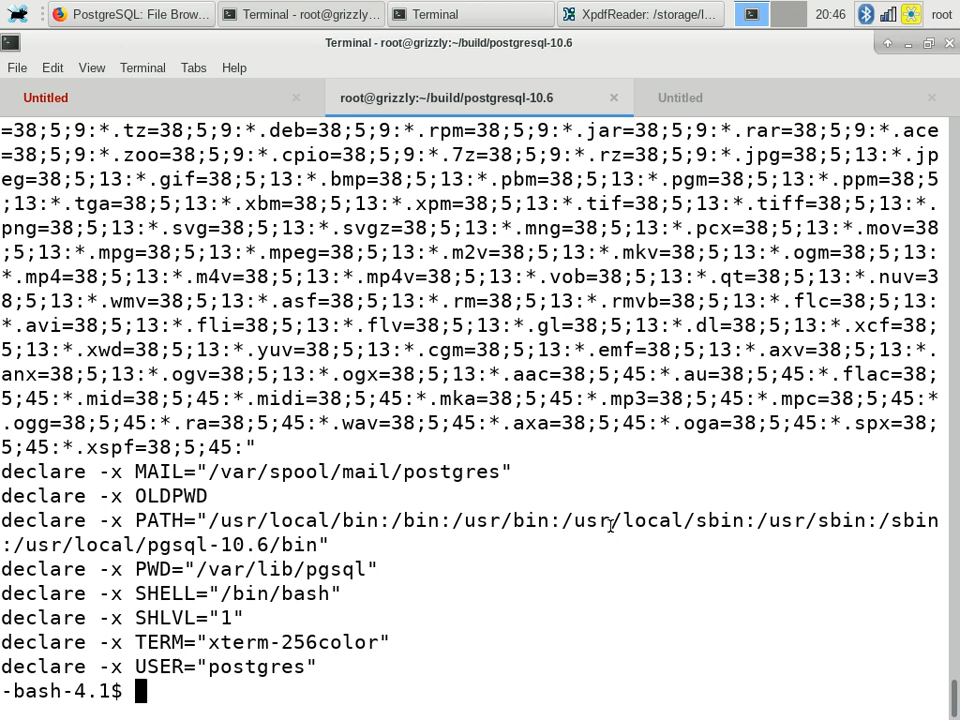 PostgreSQL: File Brow...
Terminal - root@grizzly:...
Terminal
XpdfReader: /storage/l...
20:46
root
Terminal - root@grizzly:~/build/postgresql-10.6
File Edit View Terminal Tabs Help
Untitled
root@grizzly:~/build/postgresql-10.6
Untitled
=38;5;9:*.tz=38;5;9:*.deb=38;5;9:*.rpm=38;5;9:*.jar=38;5;9:*.rar=38;5;9:*.ace
=38;5;9:*.zoo=38;5;9:*.cpio=38;5;9:*.7z=38;5;9:*.rz=38;5;9:*.jpg=38;5;13:*.jp
eg=38;5;13:*.gif=38;5;13:*.bmp=38;5;13:*.pbm=38;5;13:*.pgm=38;5;13:*.ppm=38;5
;13:*.tga=38;5;13:*.xbm=38;5;13:*.xpm=38;5;13:*.tif=38;5;13:*.tiff=38;5;13:*.
png=38;5;13:*.svg=38;5;13:*.svgz=38;5;13:*.mng=38;5;13:*.pcx=38;5;13:*.mov=38
;5;13:*.mpg=38;5;13:*.mpeg=38;5;13:*.m2v=38;5;13:*.mkv=38;5;13:*.ogm=38;5;13:
*.mp4=38;5;13:*.m4v=38;5;13:*.mp4v=38;5;13:*.vob=38;5;13:*.qt=38;5;13:*.nuv=3
8;5;13:*.wmv=38;5;13:*.asf=38;5;13:*.rm=38;5;13:*.rmvb=38;5;13:*.flc=38;5;13:
*.avi=38;5;13:*.fli=38;5;13:*.flv=38;5;13:*.gl=38;5;13:*.dl=38;5;13:*.xcf=38;
5;13:*.xwd=38;5;13:*.yuv=38;5;13:*.cgm=38;5;13:*.emf=38;5;13:*.axv=38;5;13:*.
anx=38;5;13:*.ogv=38;5;13:*.ogx=38;5;13:*.aac=38;5;45:*.au=38;5;45:*.flac=38;
5;45:*.mid=38;5;45:*.midi=38;5;45:*.mka=38;5;45:*.mp3=38;5;45:*.mpc=38;5;45:*
.ogg=38;5;45:*.ra=38;5;45:*.wav=38;5;45:*.axa=38;5;45:*.oga=38;5;45:*.spx=38;
5;45:*.xspf=38;5;45:"
declare -x MAIL="/var/spool/mail/postgres"
declare -x OLDPWD
declare -x PATH="/usr/local/bin:/bin:/usr/bin:/usr/local/sbin:/usr/sbin:/sbin
:/usr/local/pgsql-10.6/bin"
declare -x PWD="/var/lib/pgsql"
declare -x SHELL="/bin/bash"
declare -x SHLVL="1"
declare -x TERM="xterm-256color"
declare -x USER="postgres"
-bash-4.1$